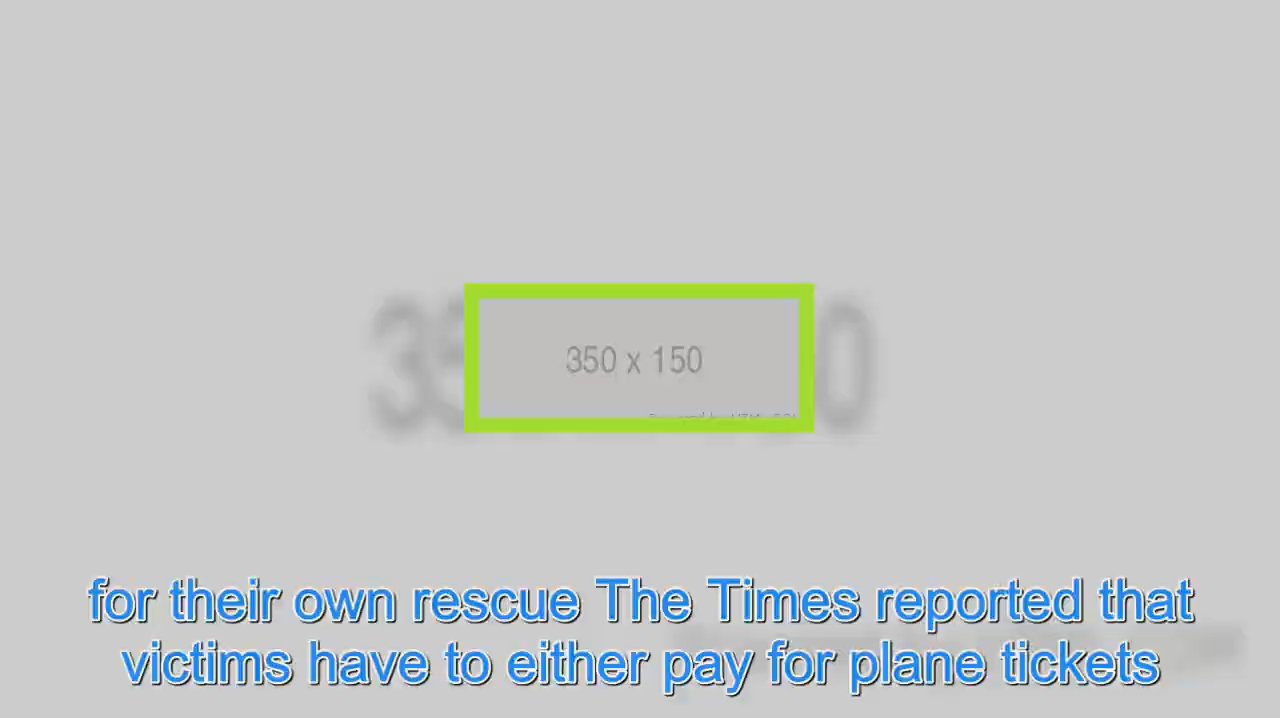 350 x 150
for their own rescue The Times reported that
victims have to either pay for plane tickets